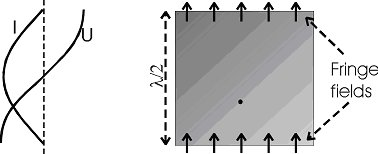 I
U
λ/2
Fringe
fields